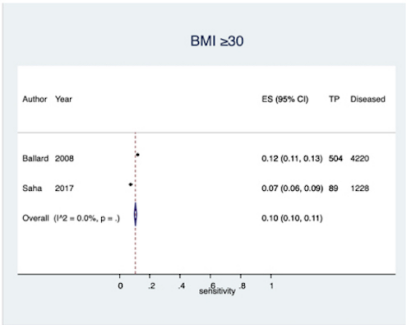 BMI ≥30
Author Year ES (95% CI) TP Diseased
Ballard 2008 0.12 (0.11, 0.13) 504 4220
Saha 2017 0.07 (0.06, 0.09) 89 1228
Overall (I^2 = 0.0%, p = .) 0.10 (0.10, 0.11)
0 .2 .4 .6 .8 1
sensitivity